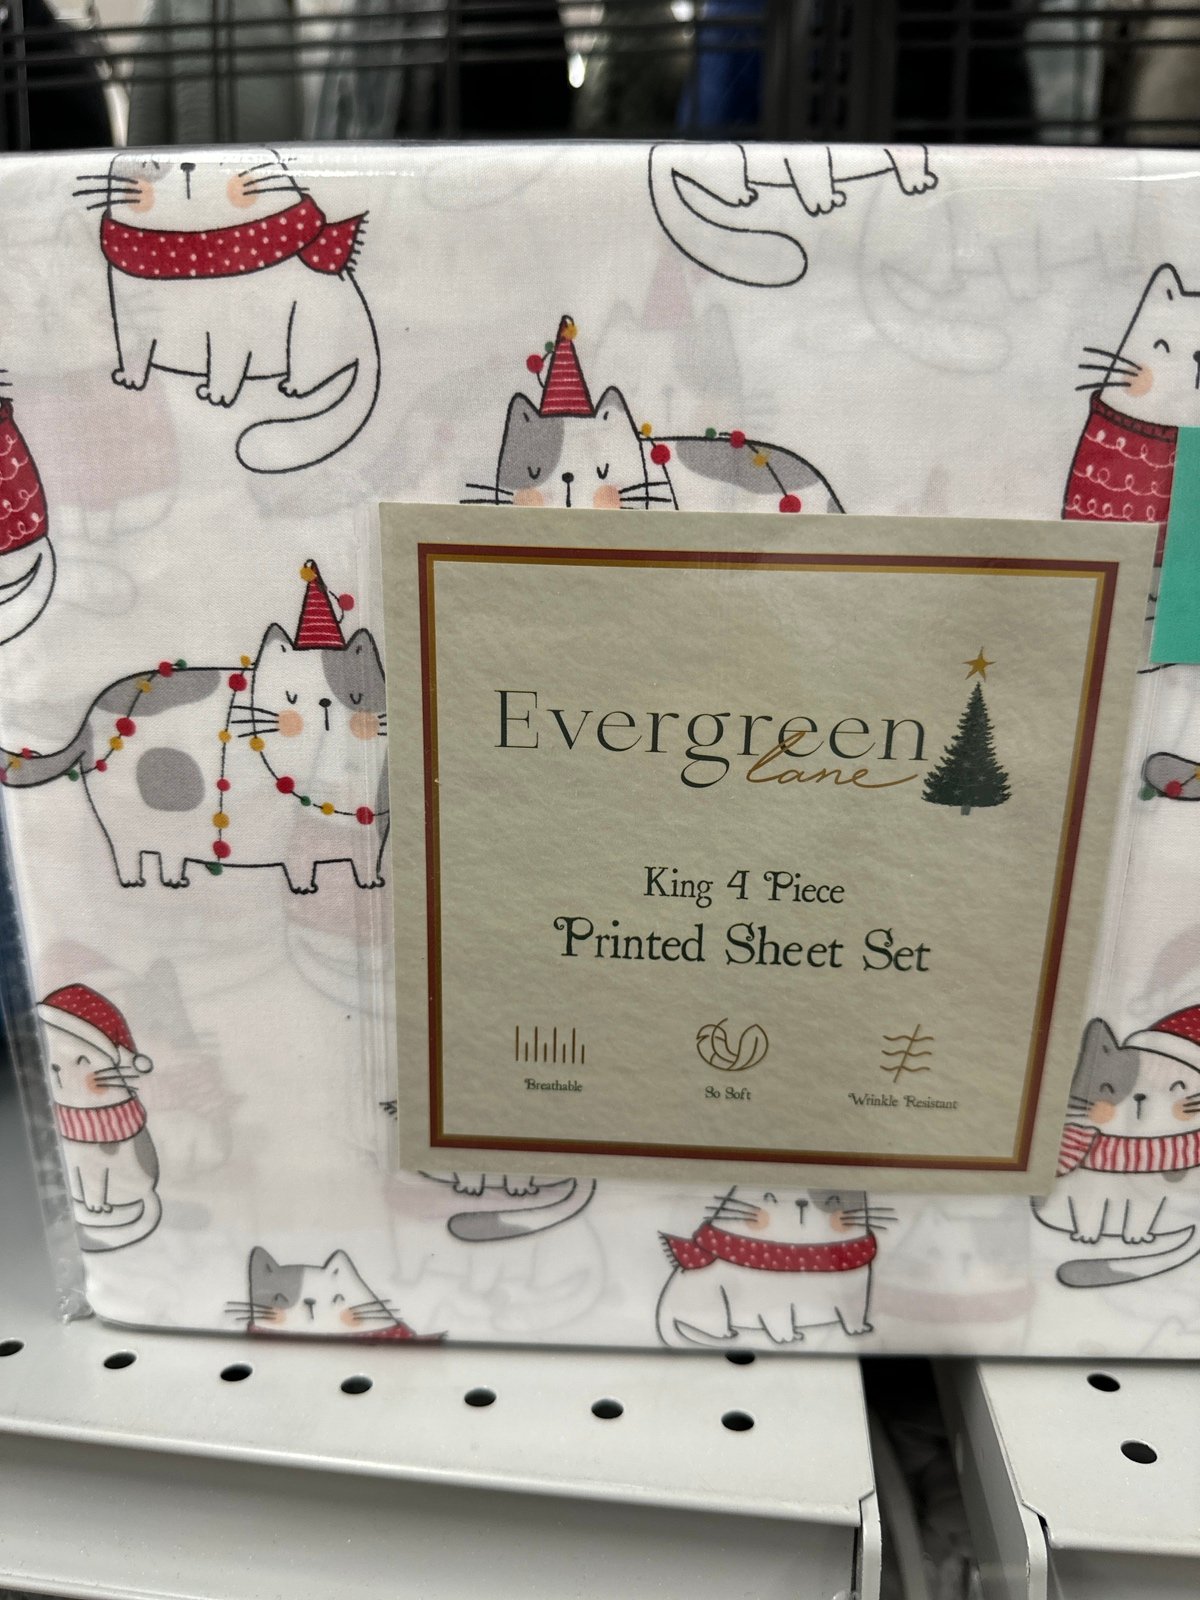 Evergreen
lane
King 4 Piece
Printed Sheet Set
Breathable
So Soft
Wrinkle Resistant